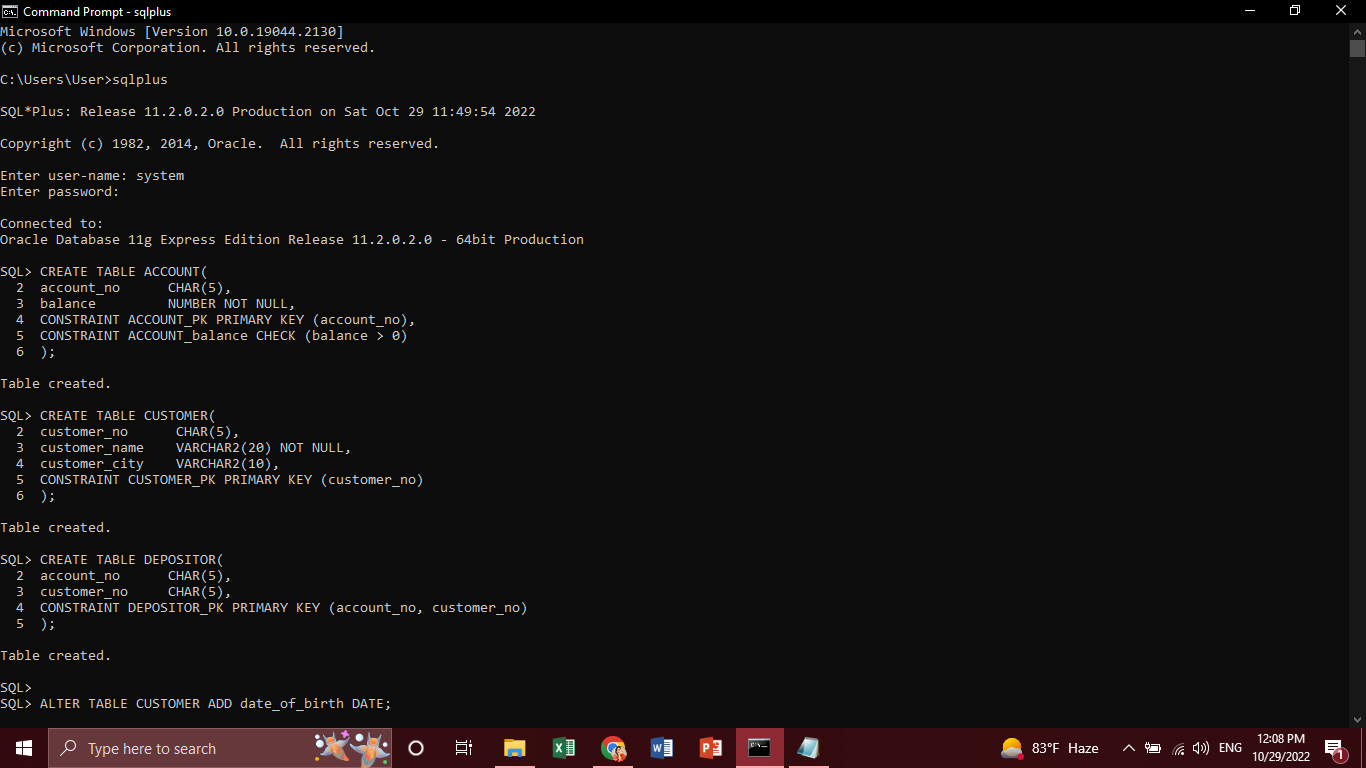 Command Prompt - sqlplus
Microsoft Windows [Version 10.0.19044.2130]
(c) Microsoft Corporation. All rights reserved.
C:\Users\User>sqlplus
SQL*Plus: Release 11.2.0.2.0 Production on Sat Oct 29 11:49:54 2022
Copyright (c) 1982, 2014, Oracle.  All rights reserved.
Enter user-name: system
Enter password:
Connected to:
Oracle Database 11g Express Edition Release 11.2.0.2.0 - 64bit Production
SQL> CREATE TABLE ACCOUNT(
  2  account_no      CHAR(5),
  3  balance         NUMBER NOT NULL,
  4  CONSTRAINT ACCOUNT_PK PRIMARY KEY (account_no),
  5  CONSTRAINT ACCOUNT_balance CHECK (balance > 0)
  6  );
Table created.
SQL> CREATE TABLE CUSTOMER(
  2  customer_no      CHAR(5),
  3  customer_name    VARCHAR2(20) NOT NULL,
  4  customer_city    VARCHAR2(10),
  5  CONSTRAINT CUSTOMER_PK PRIMARY KEY (customer_no)
  6  );
Table created.
SQL> CREATE TABLE DEPOSITOR(
  2  account_no      CHAR(5),
  3  customer_no     CHAR(5),
  4  CONSTRAINT DEPOSITOR_PK PRIMARY KEY (account_no, customer_no)
  5  );
Table created.
SQL>
SQL> ALTER TABLE CUSTOMER ADD date_of_birth DATE;
Type here to search
83°F Haze
ENG
12:08 PM
10/29/2022
1